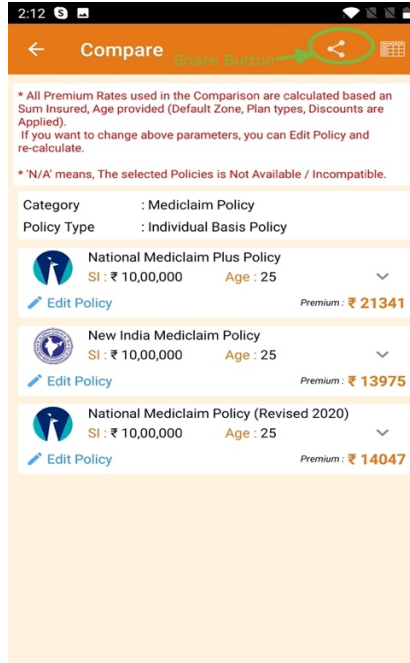 2:12 S
Compare
Share Button
* All Premium Rates used in the Comparison are calculated based an
Sum Insured, Age provided (Default Zone, Plan types, Discounts are
Applied).
If you want to change above parameters, you can Edit Policy and
re-calculate.
* 'N/A' means, The selected Policies is Not Available / Incompatible.
Category : Mediclaim Policy
Policy Type : Individual Basis Policy
National Mediclaim Plus Policy
SI : ₹ 10,00,000 Age : 25
Edit Policy Premium : ₹ 21341
New India Mediclaim Policy
SI : ₹ 10,00,000 Age : 25
Edit Policy Premium : ₹ 13975
National Mediclaim Policy (Revised 2020)
SI : ₹ 10,00,000 Age : 25
Edit Policy Premium : ₹ 14047